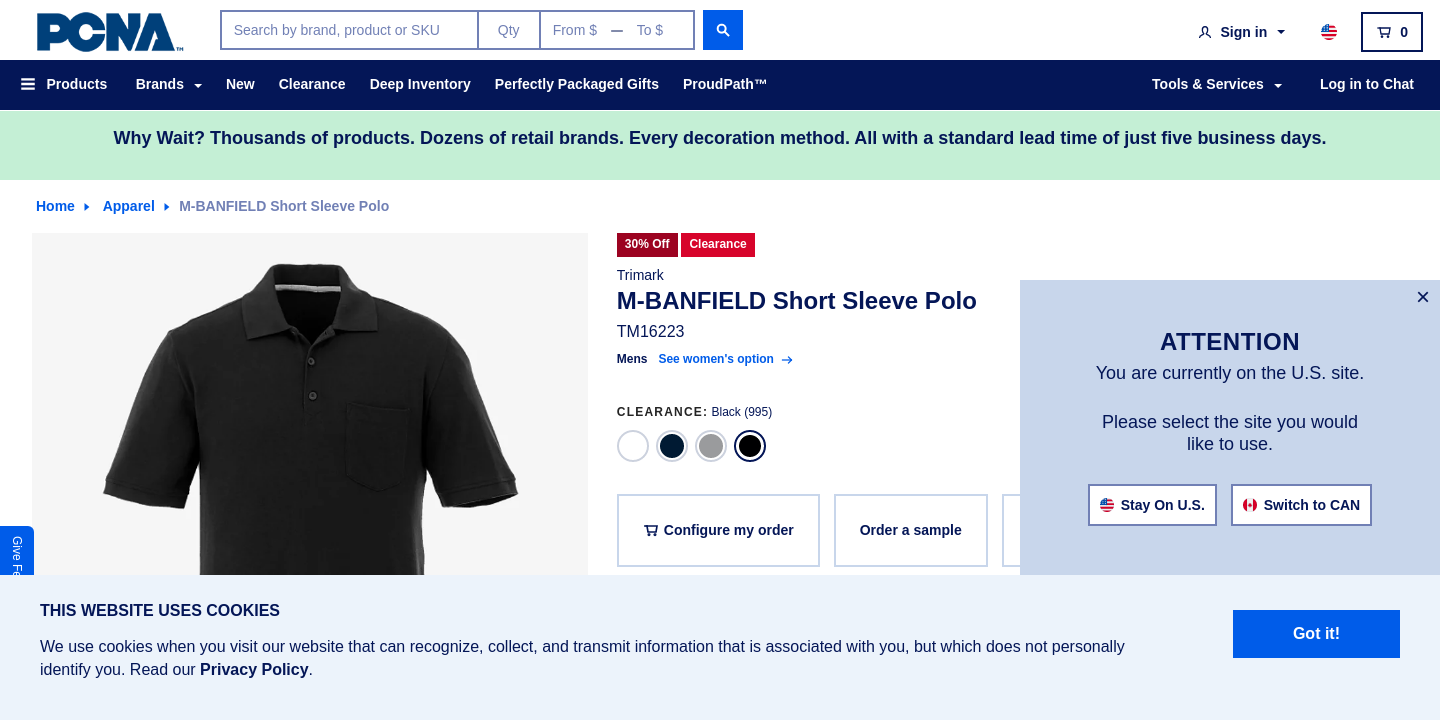 PCNA™
Search by brand, product or SKU
Qty
From $ — To $
Sign in
0
Products
Brands
New
Clearance
Deep Inventory
Perfectly Packaged Gifts
ProudPath™
Tools & Services
Log in to Chat
Why Wait? Thousands of products. Dozens of retail brands. Every decoration method. All with a standard lead time of just five business days.
Home
Apparel
M-BANFIELD Short Sleeve Polo
30% Off
Clearance
Trimark
M-BANFIELD Short Sleeve Polo
TM16223
Mens See women's option →
CLEARANCE: Black (995)
Configure my order
Order a sample
×
ATTENTION
You are currently on the U.S. site.
Please select the site you would
like to use.
Stay On U.S.
Switch to CAN
Give
THIS WEBSITE USES COOKIES
We use cookies when you visit our website that can recognize, collect, and transmit information that is associated with you, but which does not personally
identify you. Read our Privacy Policy.
Got it!